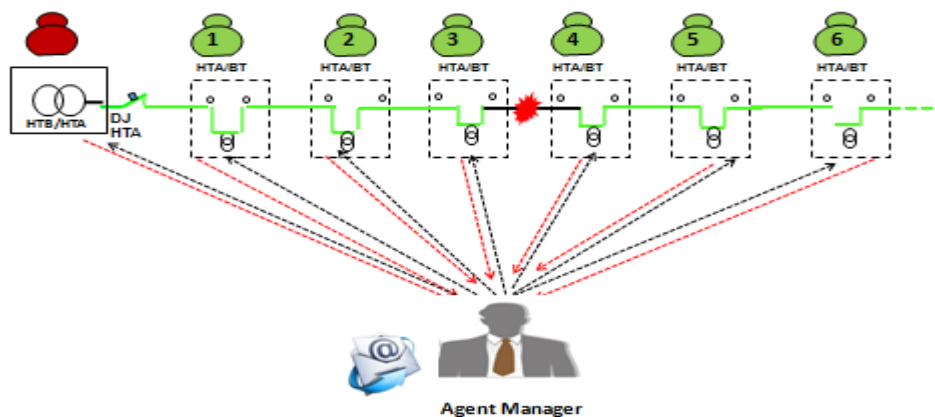 1 2 3 4 5 6
HTA/BT HTA/BT HTA/BT HTA/BT HTA/BT HTA/BT
HTB/HTA
DJ
HTA
@
Agent Manager